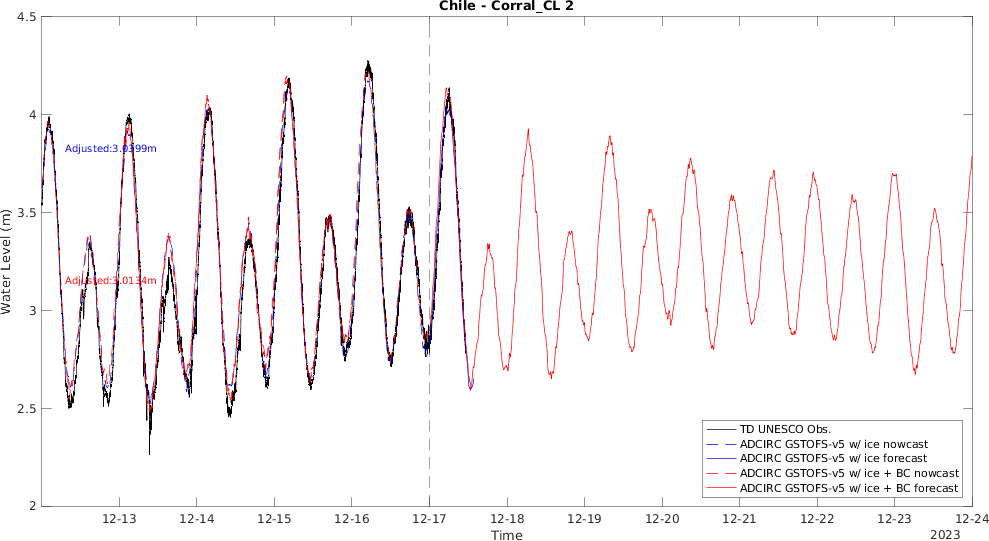 Chile - Corral_CL 2
4.5
4
3.5
3
2.5
2
Water Level (m)
Adjusted:3.0399m
Adjusted:3.0134m
TD UNESCO Obs.
ADCIRC GSTOFS-v5 w/ ice nowcast
ADCIRC GSTOFS-v5 w/ ice forecast
ADCIRC GSTOFS-v5 w/ ice + BC nowcast
ADCIRC GSTOFS-v5 w/ ice + BC forecast
12-13 12-14 12-15 12-16 12-17 12-18 12-19 12-20 12-21 12-22 12-23 12-24
Time
2023